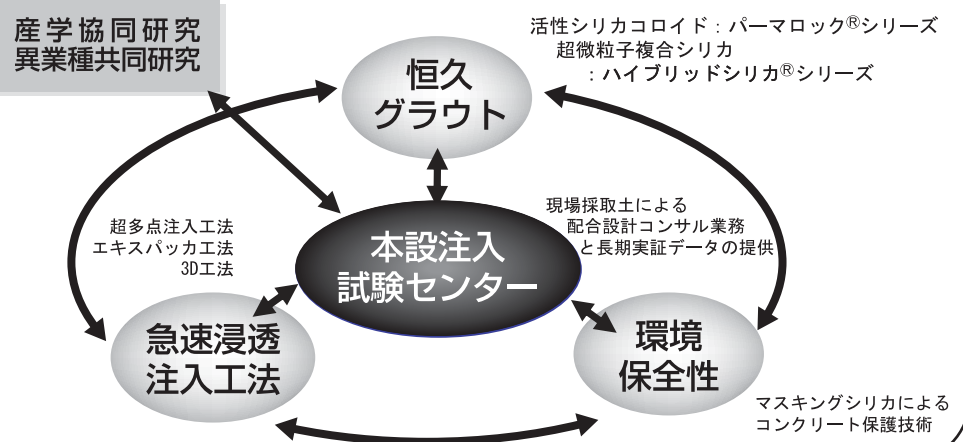 産学協同研究
異業種共同研究
活性シリカコロイド：パーマロック®シリーズ
超微粒子複合シリカ
：ハイブリッドシリカ®シリーズ
恒久
グラウト
超多点注入工法
エキスパッカ工法
3D工法
本設注入
試験センター
現場採取土による
配合設計コンサル業務
と長期実証データの提供
急速浸透
注入工法
環境
保全性
マスキングシリカによる
コンクリート保護技術